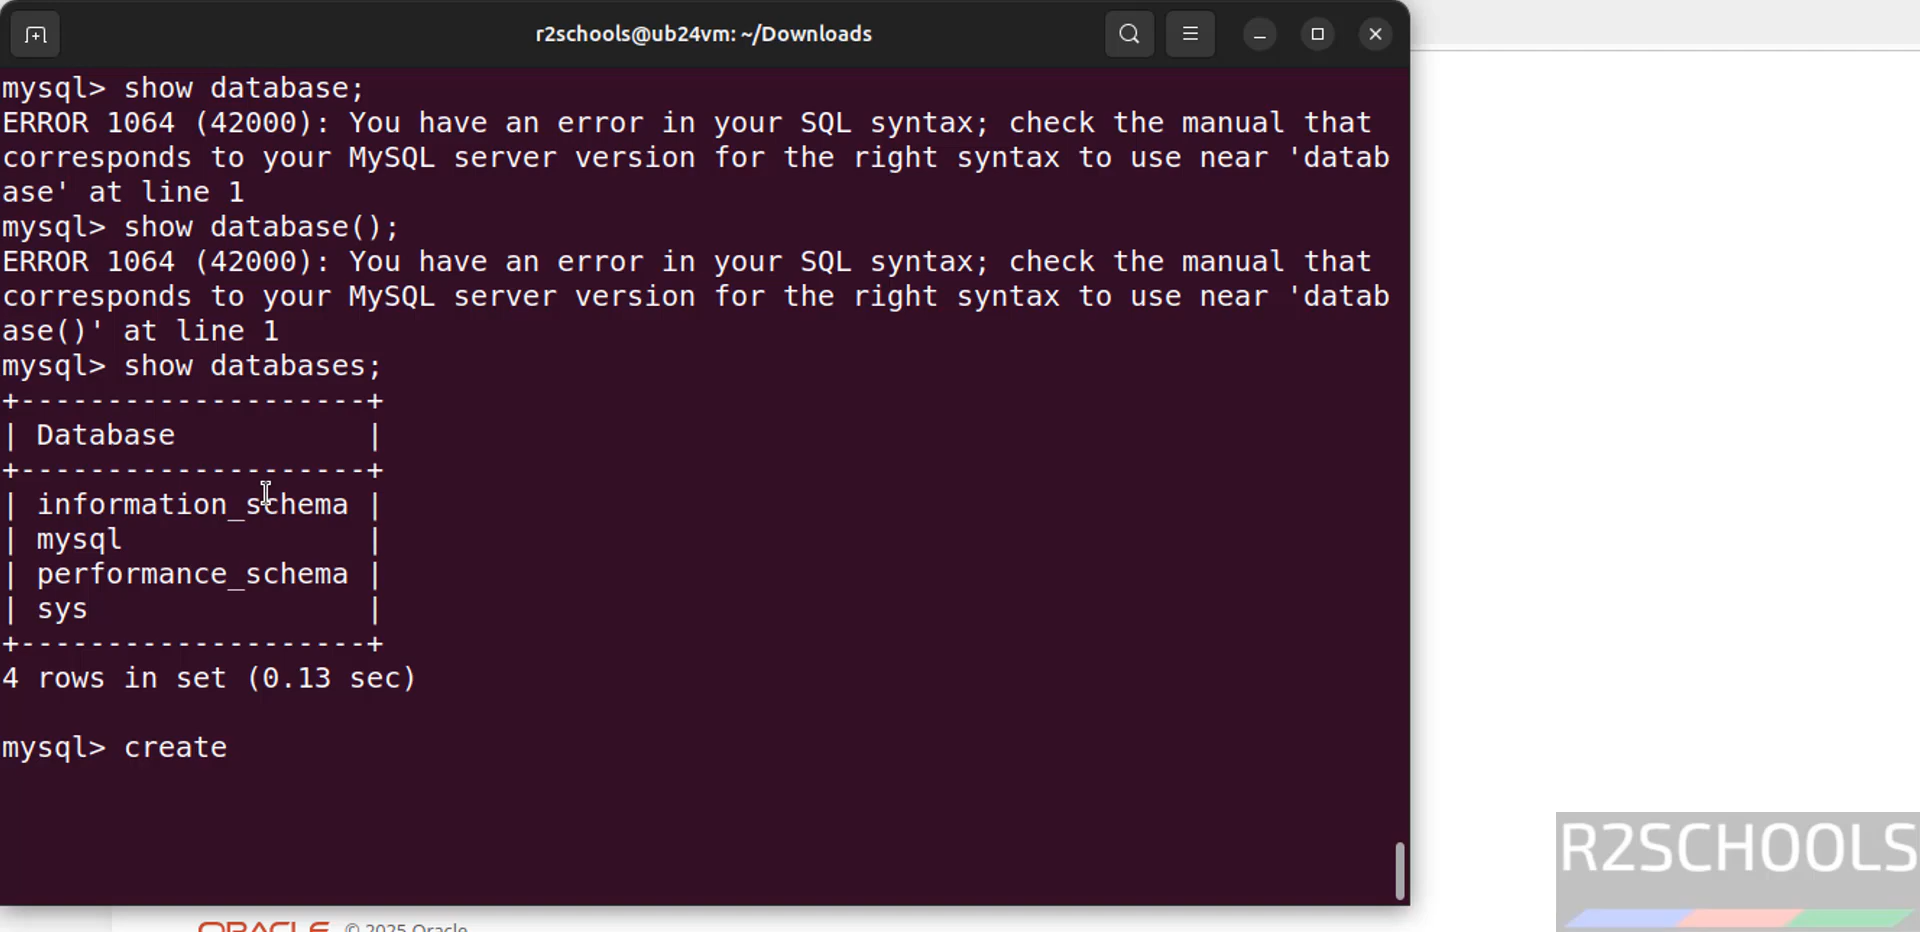 r2schools@ub24vm: ~/Downloads
mysql> show database;
ERROR 1064 (42000): You have an error in your SQL syntax; check the manual that
corresponds to your MySQL server version for the right syntax to use near 'datab
ase' at line 1
mysql> show database();
ERROR 1064 (42000): You have an error in your SQL syntax; check the manual that
corresponds to your MySQL server version for the right syntax to use near 'datab
ase()' at line 1
mysql> show databases;
+--------------------+
| Database           |
+--------------------+
| information_schema |
| mysql              |
| performance_schema |
| sys                |
+--------------------+
4 rows in set (0.13 sec)
mysql> create
R2SCHOOLS
ORACLE © 2025 Oracle